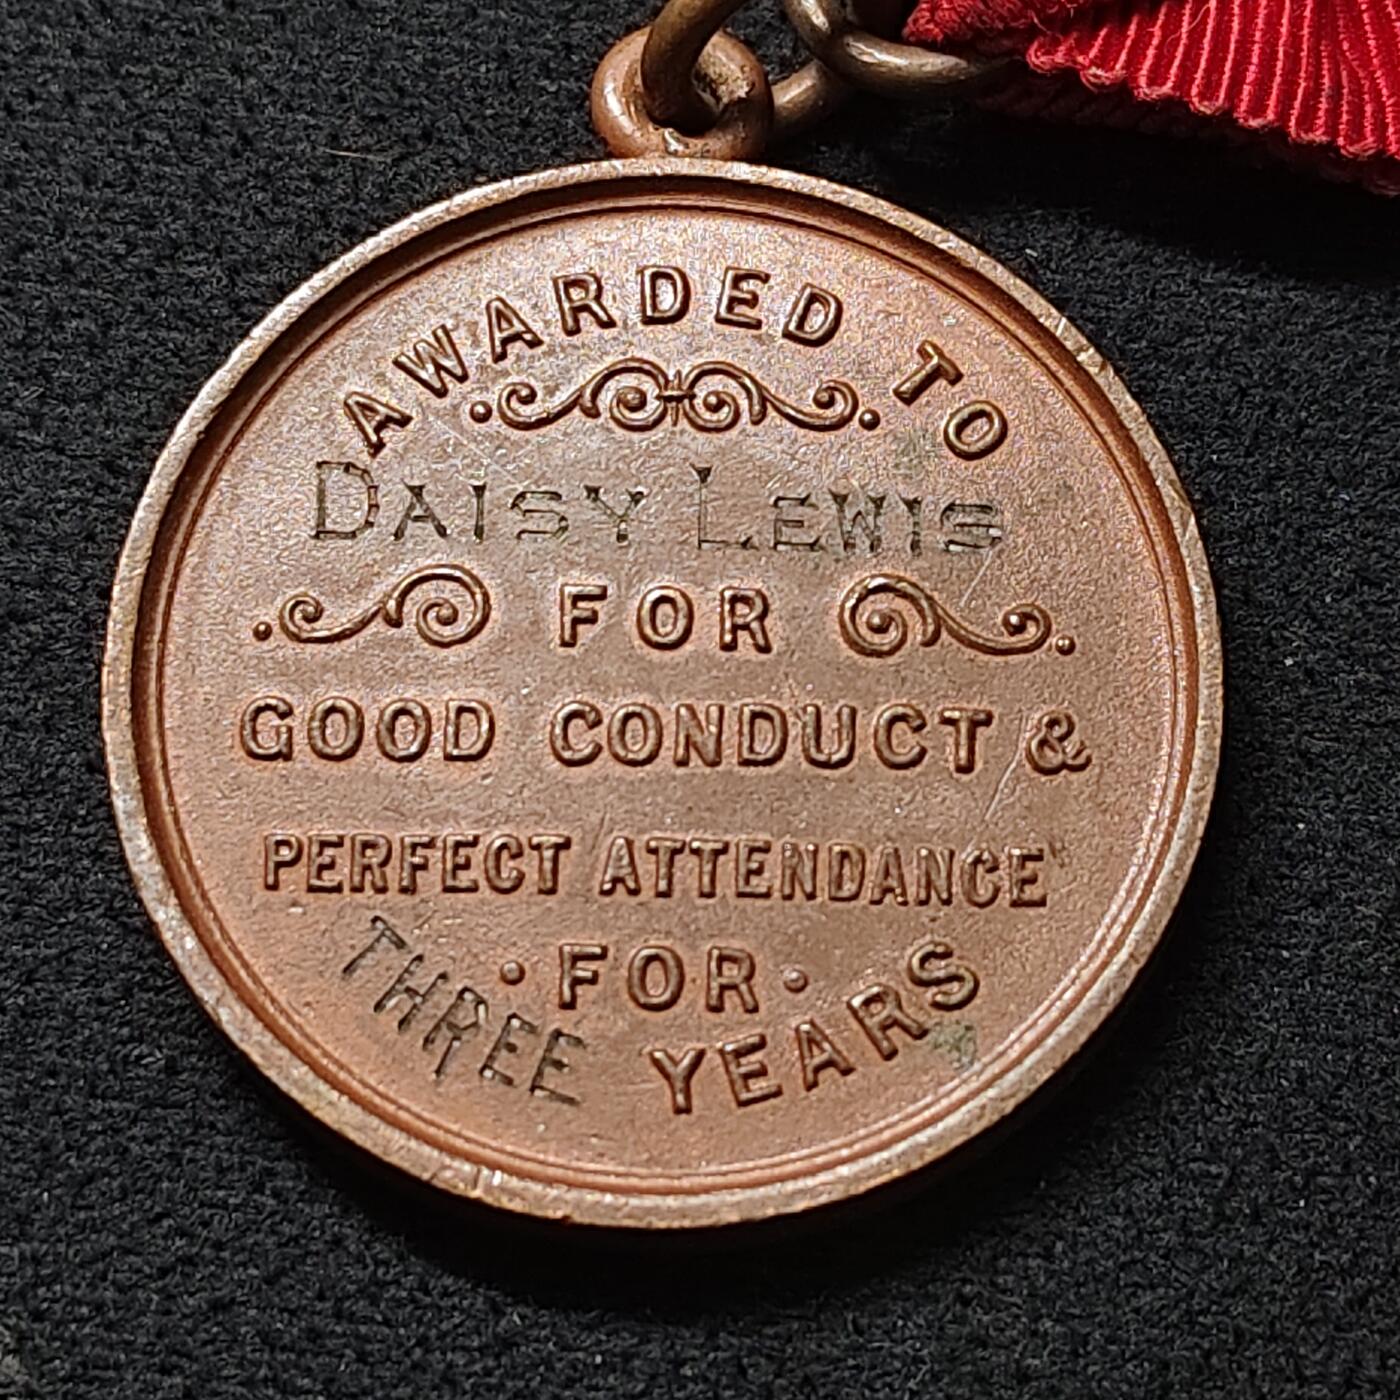 AWARDED TO
DAISY LEWIS
FOR
GOOD CONDUCT &
PERFECT ATTENDANCE
· FOR ·
THREE YEARS